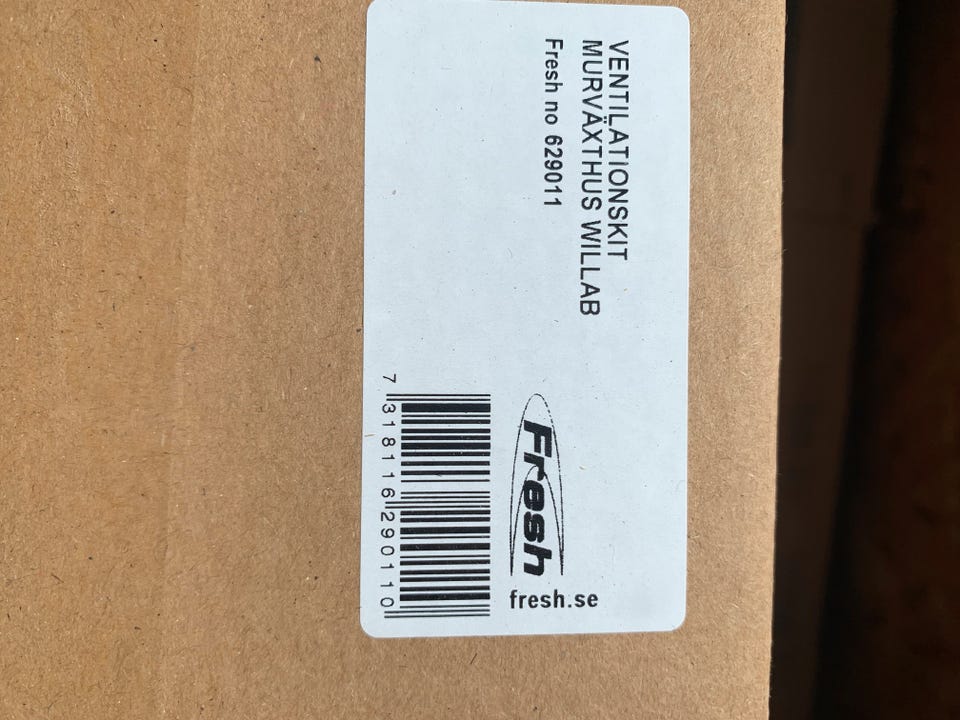 VENTILATIONSKIT
MURVÄXTHUS WILLAB
Fresh no 629011
Fresh
fresh.se
7 318116 290110